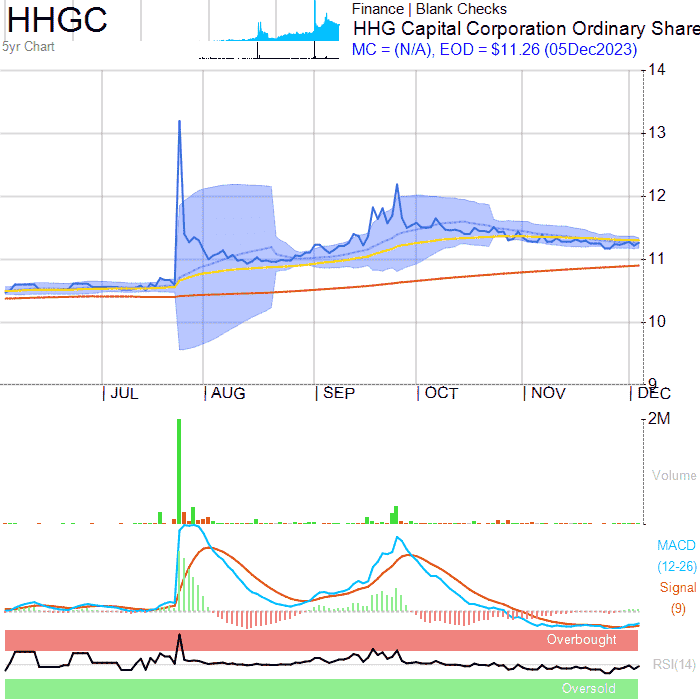 HHGC
5yr Chart
Finance | Blank Checks
HHG Capital Corporation Ordinary Share
MC = (N/A), EOD = $11.26 (05Dec2023)
14
13
12
11
10
9
JUL AUG SEP OCT NOV DEC
2M
Volume
MACD
(12-26)
Signal
(9)
Overbought
RSI(14)
Oversold